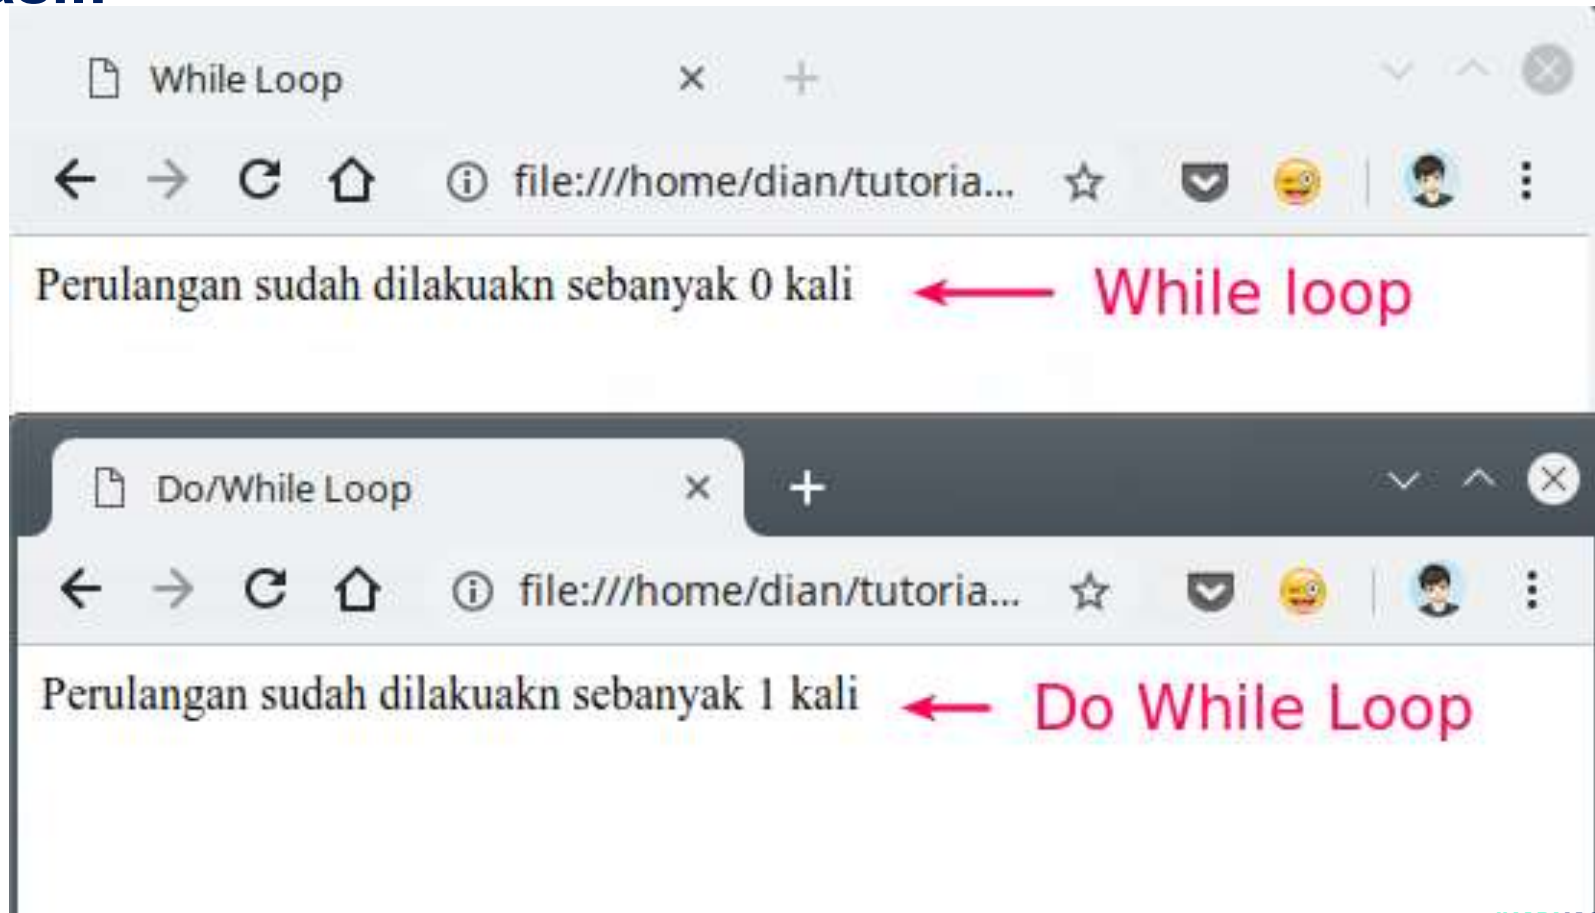 While Loop
file:///home/dian/tutoria...
Perulangan sudah dilakuakn sebanyak 0 kali
While loop
Do/While Loop
file:///home/dian/tutoria...
Perulangan sudah dilakuakn sebanyak 1 kali
Do While Loop